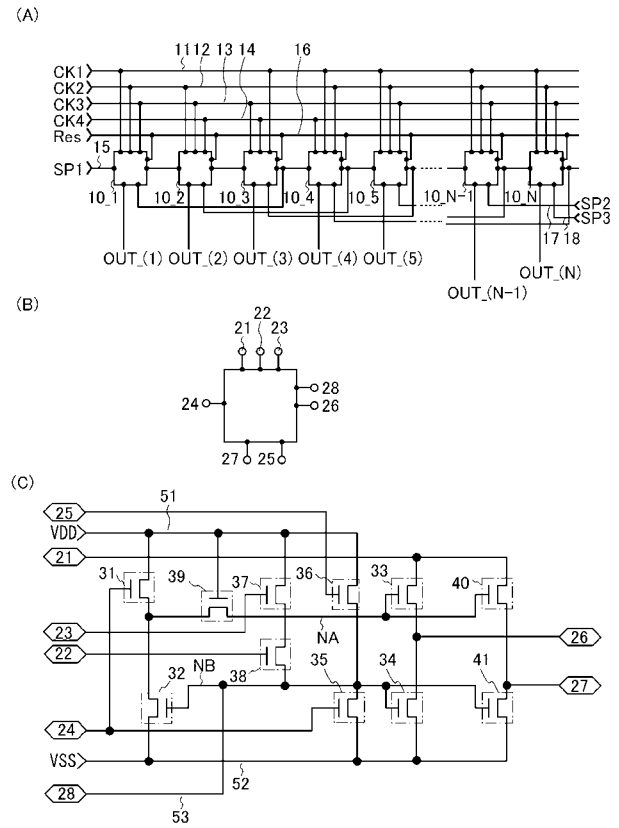 (A)
11 12 13 14 16
CK1
CK2
CK3
CK4
Res
15
SP1
10_1 10_2 10_3 10_4 10_5 10_N-1 10_N
SP2
SP3
17 18
OUT_(1) OUT_(2) OUT_(3) OUT_(4) OUT_(5)
OUT_(N-1) OUT_(N)
(B)
22
21 23
28
24 26
27 25
(C)
51
25
VDD
21
31 39 37 36 33 40
23 NA 26
22
32 NB 38 35 34 41
27
24
VSS
52
28
53